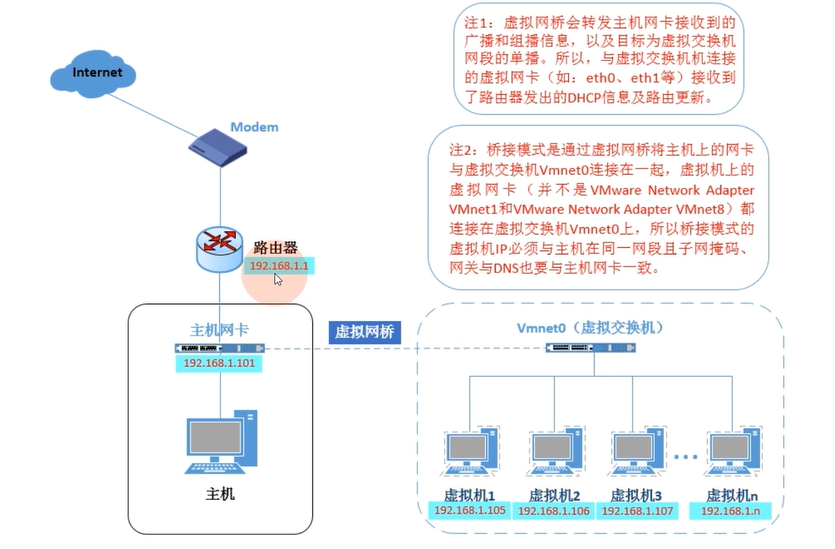 注1：虚拟网桥会转发主机网卡接收到的
广播和组播信息，以及目标为虚拟交换机
网段的单播。所以，与虚拟交换机机连接
的虚拟网卡（如：eth0、eth1等）接收到
了路由器发出的DHCP信息及路由更新。
Internet
Modem
注2：桥接模式是通过虚拟网桥将主机上的网卡
与虚拟交换机Vmnet0连接在一起，虚拟机上的
虚拟网卡（并不是VMware Network Adapter
VMnet1和VMware Network Adapter VMnet8）都
连接在虚拟交换机Vmnet0上，所以桥接模式的
虚拟机IP必须与主机在同一网段且子网掩码、
网关与DNS也要与主机网卡一致。
路由器
192.168.1.1
主机网卡
192.168.1.101
虚拟网桥
Vmnet0（虚拟交换机）
主机
虚拟机1
192.168.1.105
虚拟机2
192.168.1.106
虚拟机3
192.168.1.107
虚拟机n
192.168.1.n